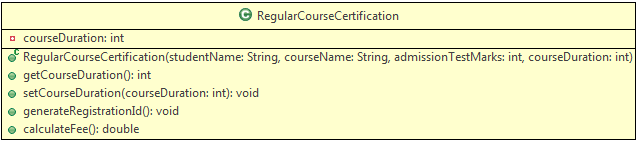 RegularCourseCertification
courseDuration: int
RegularCourseCertification(studentName: String, courseName: String, admissionTestMarks: int, courseDuration: int)
getCourseDuration(): int
setCourseDuration(courseDuration: int): void
generateRegistrationId(): void
calculateFee(): double